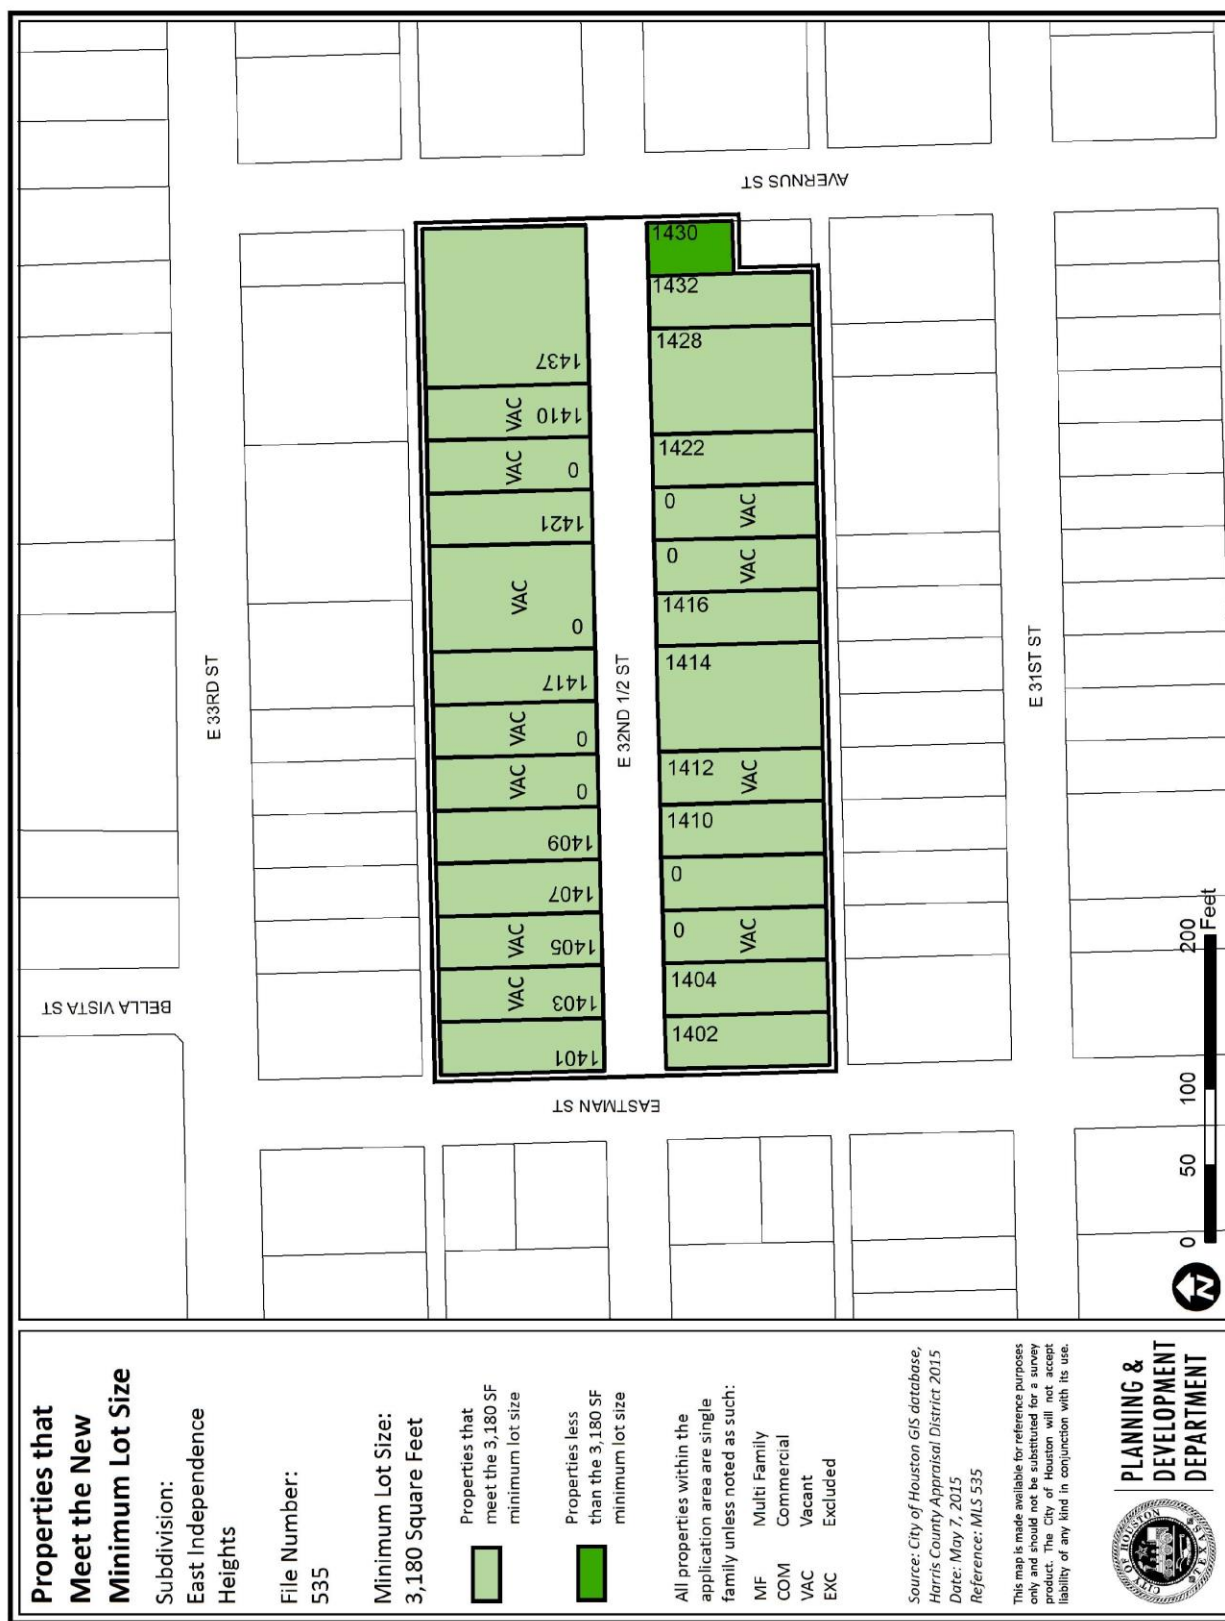 Properties that
Meet the New
Minimum Lot Size
Subdivision:
East Independence
Heights
File Number:
535
Minimum Lot Size:
3,180 Square Feet
Properties that
meet the 3,180 SF
minimum lot size
Properties less
than the 3,180 SF
minimum lot size
All properties within the
application area are single
family unless noted as such:
MF Multi Family
COM Commercial
VAC Vacant
EXC Excluded
Source: City of Houston GIS database,
Harris County Appraisal District 2015
Date: May 7, 2015
Reference: MLS 535
This map is made available for reference purposes
only and should not be substituted for a survey
product. The City of Houston will not accept
liability of any kind in conjunction with its use.
CITY OF HOUSTON
TEXAS
PLANNING &
DEVELOPMENT
DEPARTMENT
BELLA VISTA ST
E 33RD ST
EASTMAN ST
AVERNUS ST
1401
1403 VAC
1405 VAC
1407
1409
0 VAC
0 VAC
1417
0 VAC
1421
0 VAC
1410 VAC
1437
E 32ND 1/2 ST
1402
1404
0 VAC
0
1410
1412 VAC
1414
1416
0 VAC
0 VAC
1422
1428
1432
1430
E 31ST ST
N
0 50 100 200
Feet